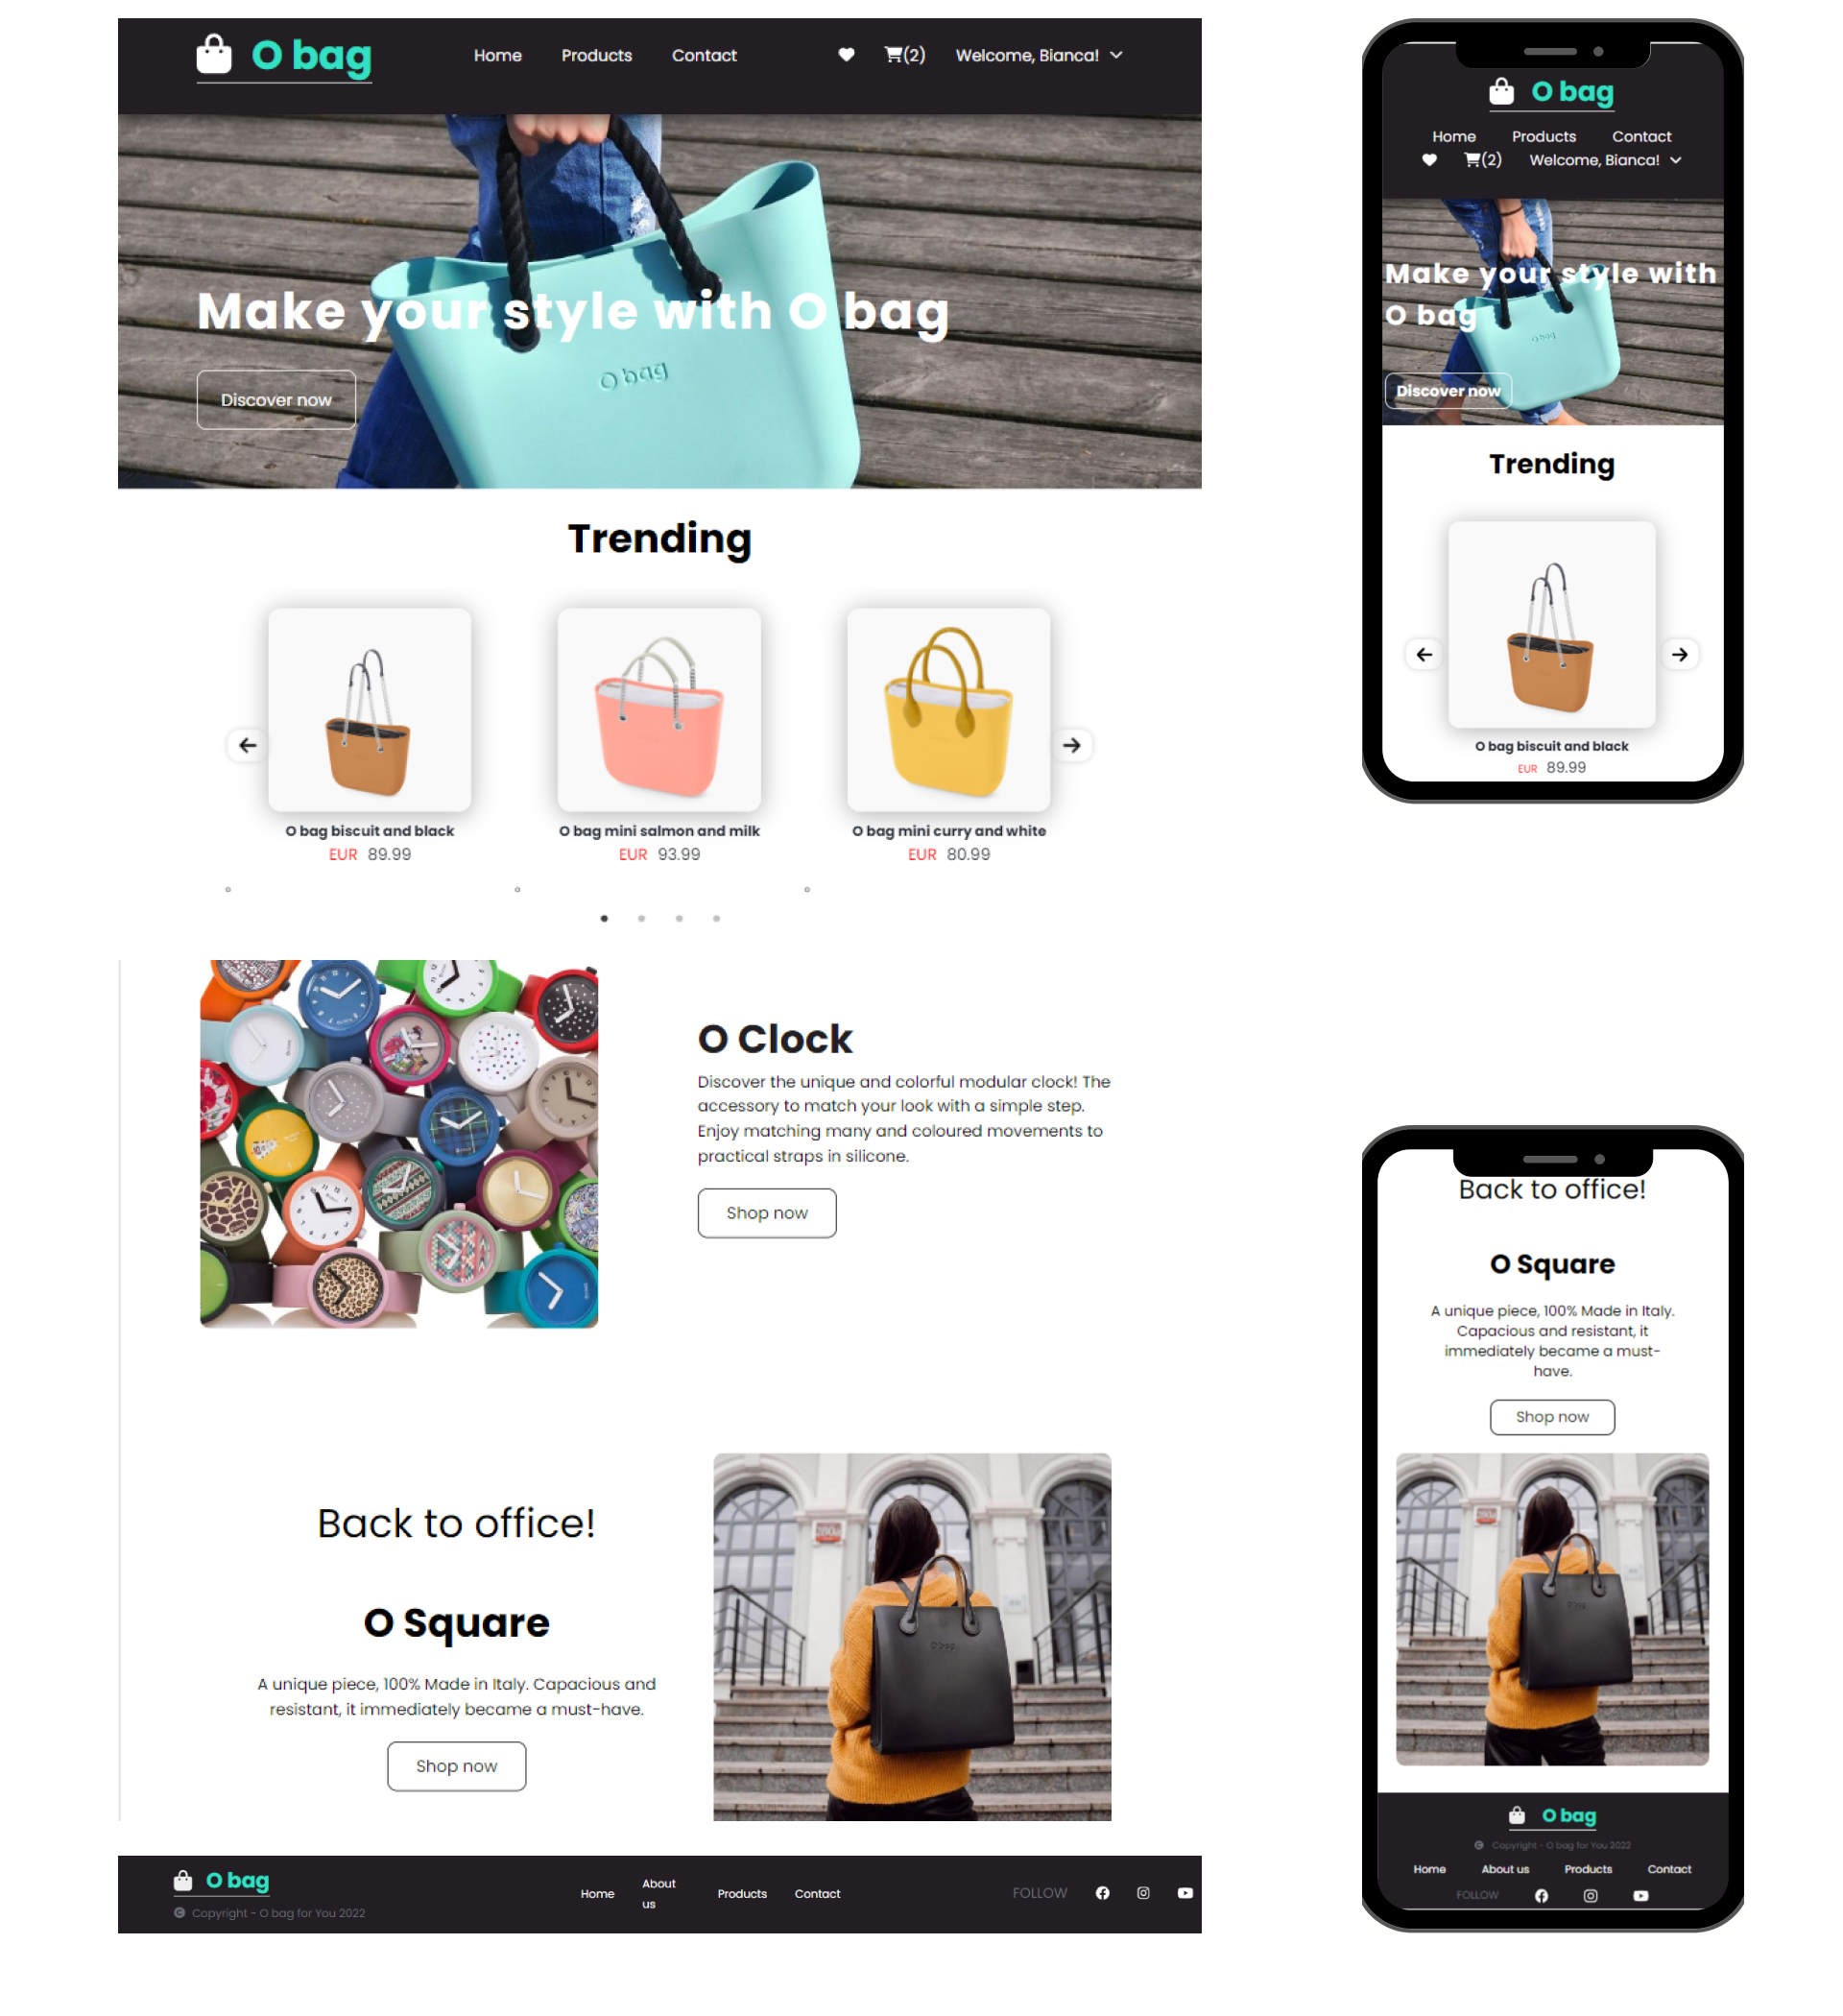 O bag
Home Products Contact (2) Welcome, Bianca!
Make your style with O bag
O bag
Discover now
Trending
O bag biscuit and black
EUR 89.99
O bag mini salmon and milk
EUR 93.99
O bag mini curry and white
EUR 80.99
O Clock
Discover the unique and colorful modular clock! The
accessory to match your look with a simple step.
Enjoy matching many and coloured movements to
practical straps in silicone.
Shop now
Back to office!
O Square
A unique piece, 100% Made in Italy. Capacious and
resistant, it immediately became a must-have.
Shop now
O bag
O bag
Copyright - O bag for You 2022
Home About us Products Contact
FOLLOW
O bag
Home Products Contact
(2) Welcome, Bianca!
Make your style with
O bag
O bag
Discover now
Trending
O bag biscuit and black
EUR 89.99
Back to office!
O Square
A unique piece, 100% Made in Italy.
Capacious and resistant, it
immediately became a must-
have.
Shop now
O bag
O bag
Copyright - O bag for You 2022
Home About us Products Contact
FOLLOW